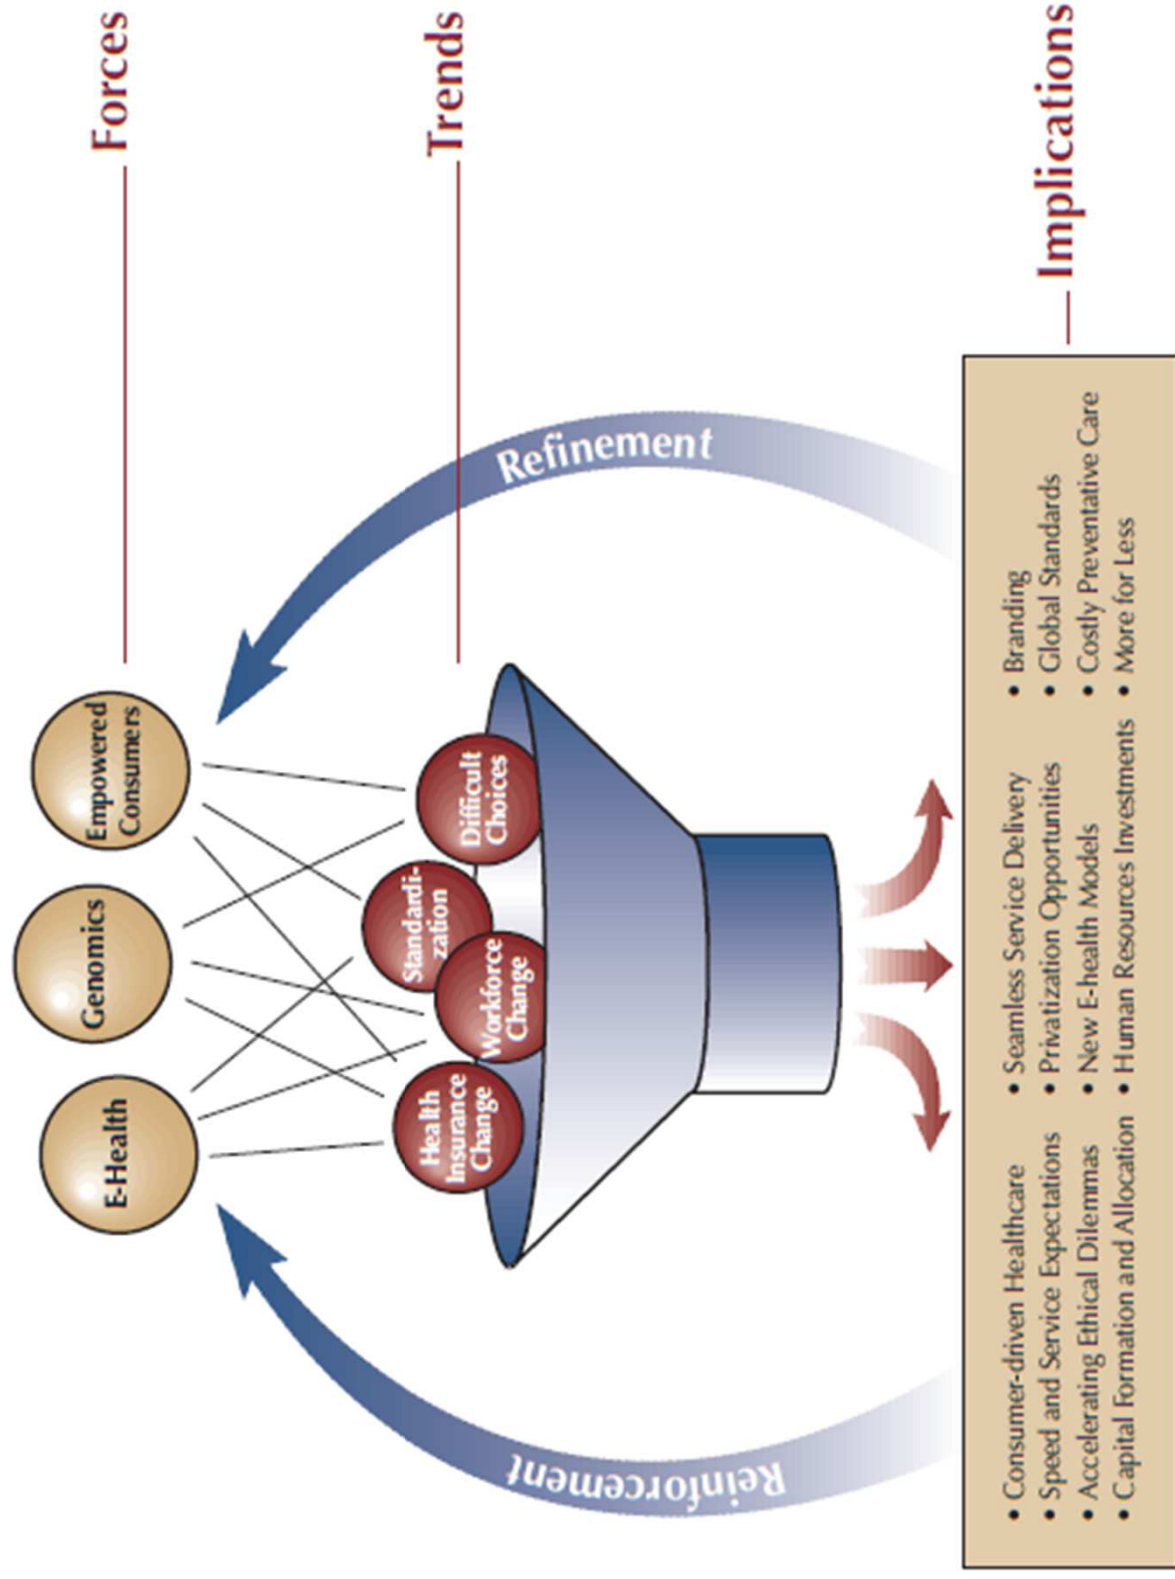 E-Health
Genomics
Empowered
Consumers
Forces
Health
Insurance
Change
Workforce
Change
Standardi-
zation
Difficult
Choices
Trends
Reinforcement
Refinement
• Consumer-driven Healthcare
• Speed and Service Expectations
• Accelerating Ethical Dilemmas
• Capital Formation and Allocation
• Seamless Service Delivery
• Privatization Opportunities
• New E-health Models
• Human Resources Investments
• Branding
• Global Standards
• Costly Preventative Care
• More for Less
Implications